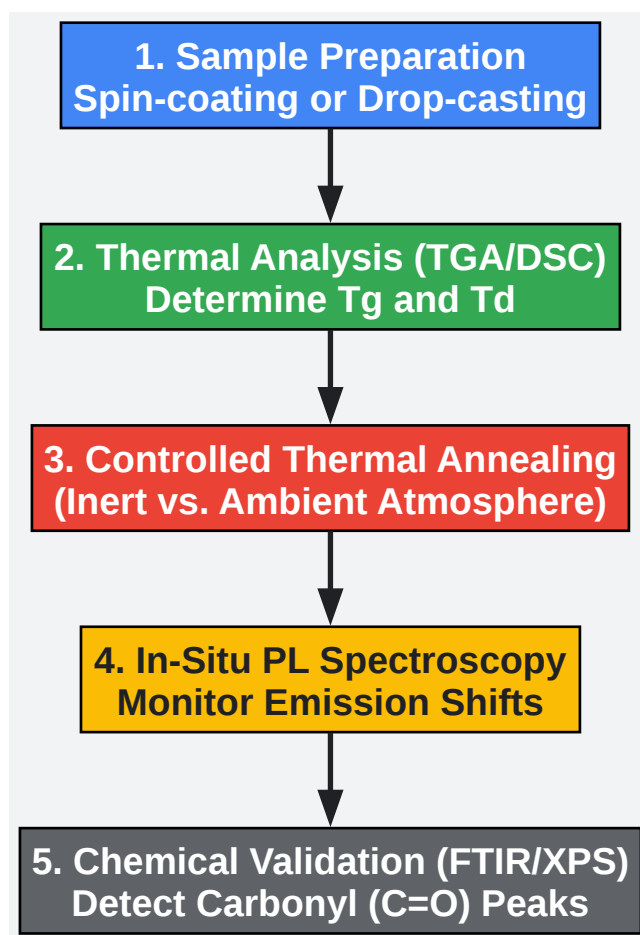 1. Sample Preparation
Spin-coating or Drop-casting
2. Thermal Analysis (TGA/DSC)
Determine Tg and Td
3. Controlled Thermal Annealing
(Inert vs. Ambient Atmosphere)
4. In-Situ PL Spectroscopy
Monitor Emission Shifts
5. Chemical Validation (FTIR/XPS)
Detect Carbonyl (C=O) Peaks